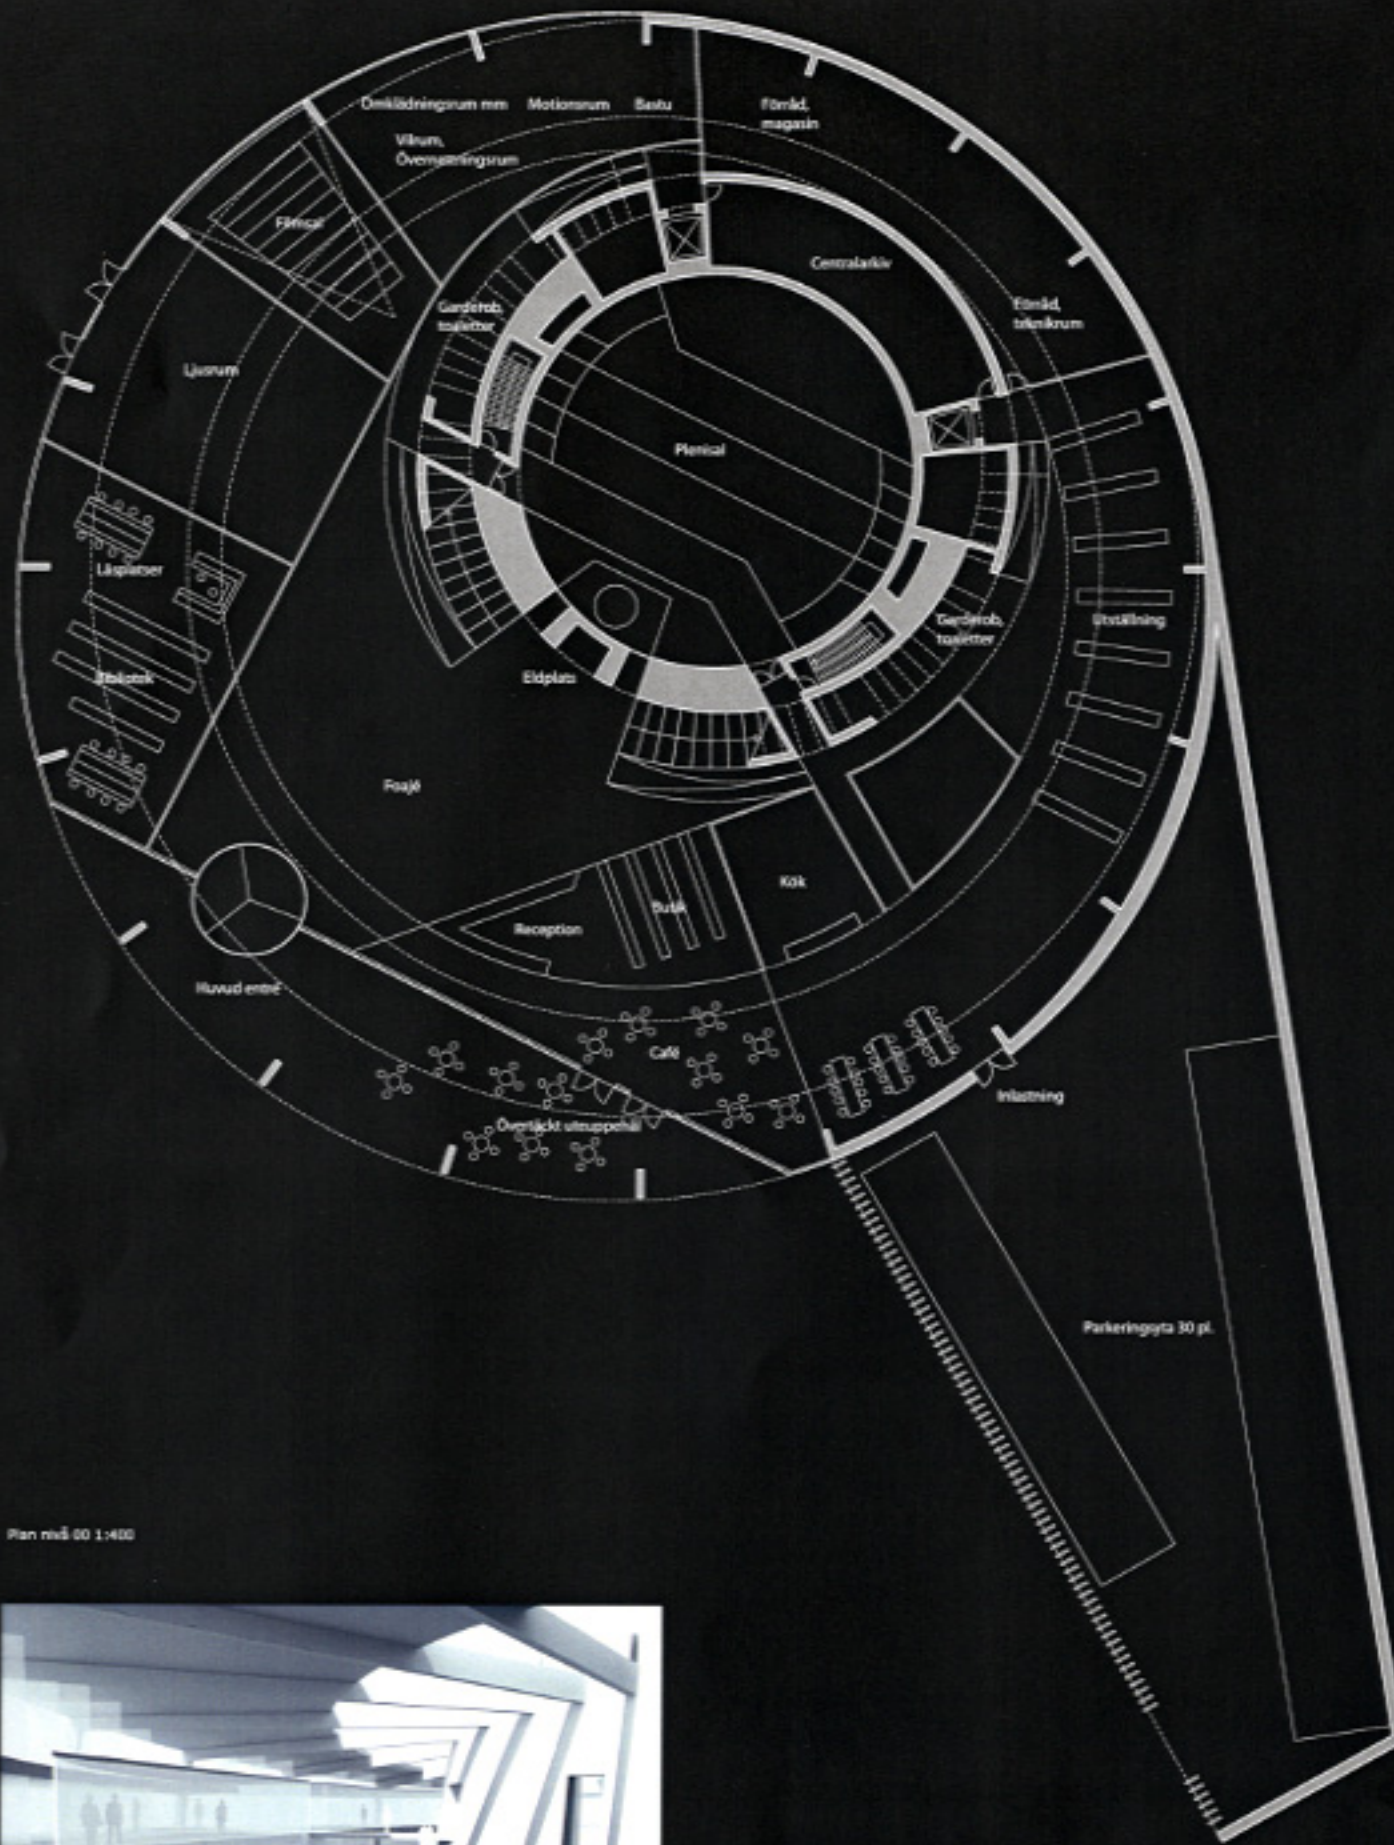 Omklädningsrum mm
Motionsrum
Bastu
Förråd,
magasin
Vilrum,
Övernattningsrum
Filmsal
Centralarkiv
Garderob,
toaletter
Förråd,
teknikrum
Ljusrum
Plenisal
Läsplatser
Garderob,
toaletter
Utställning
Bibliotek
Eldplats
Foajé
Kök
Butik
Reception
Huvud entré
Café
Inlastning
Övertäckt uteuppehåll
Parkeringsyta 30 pl.
Plan nivå 00 1:400